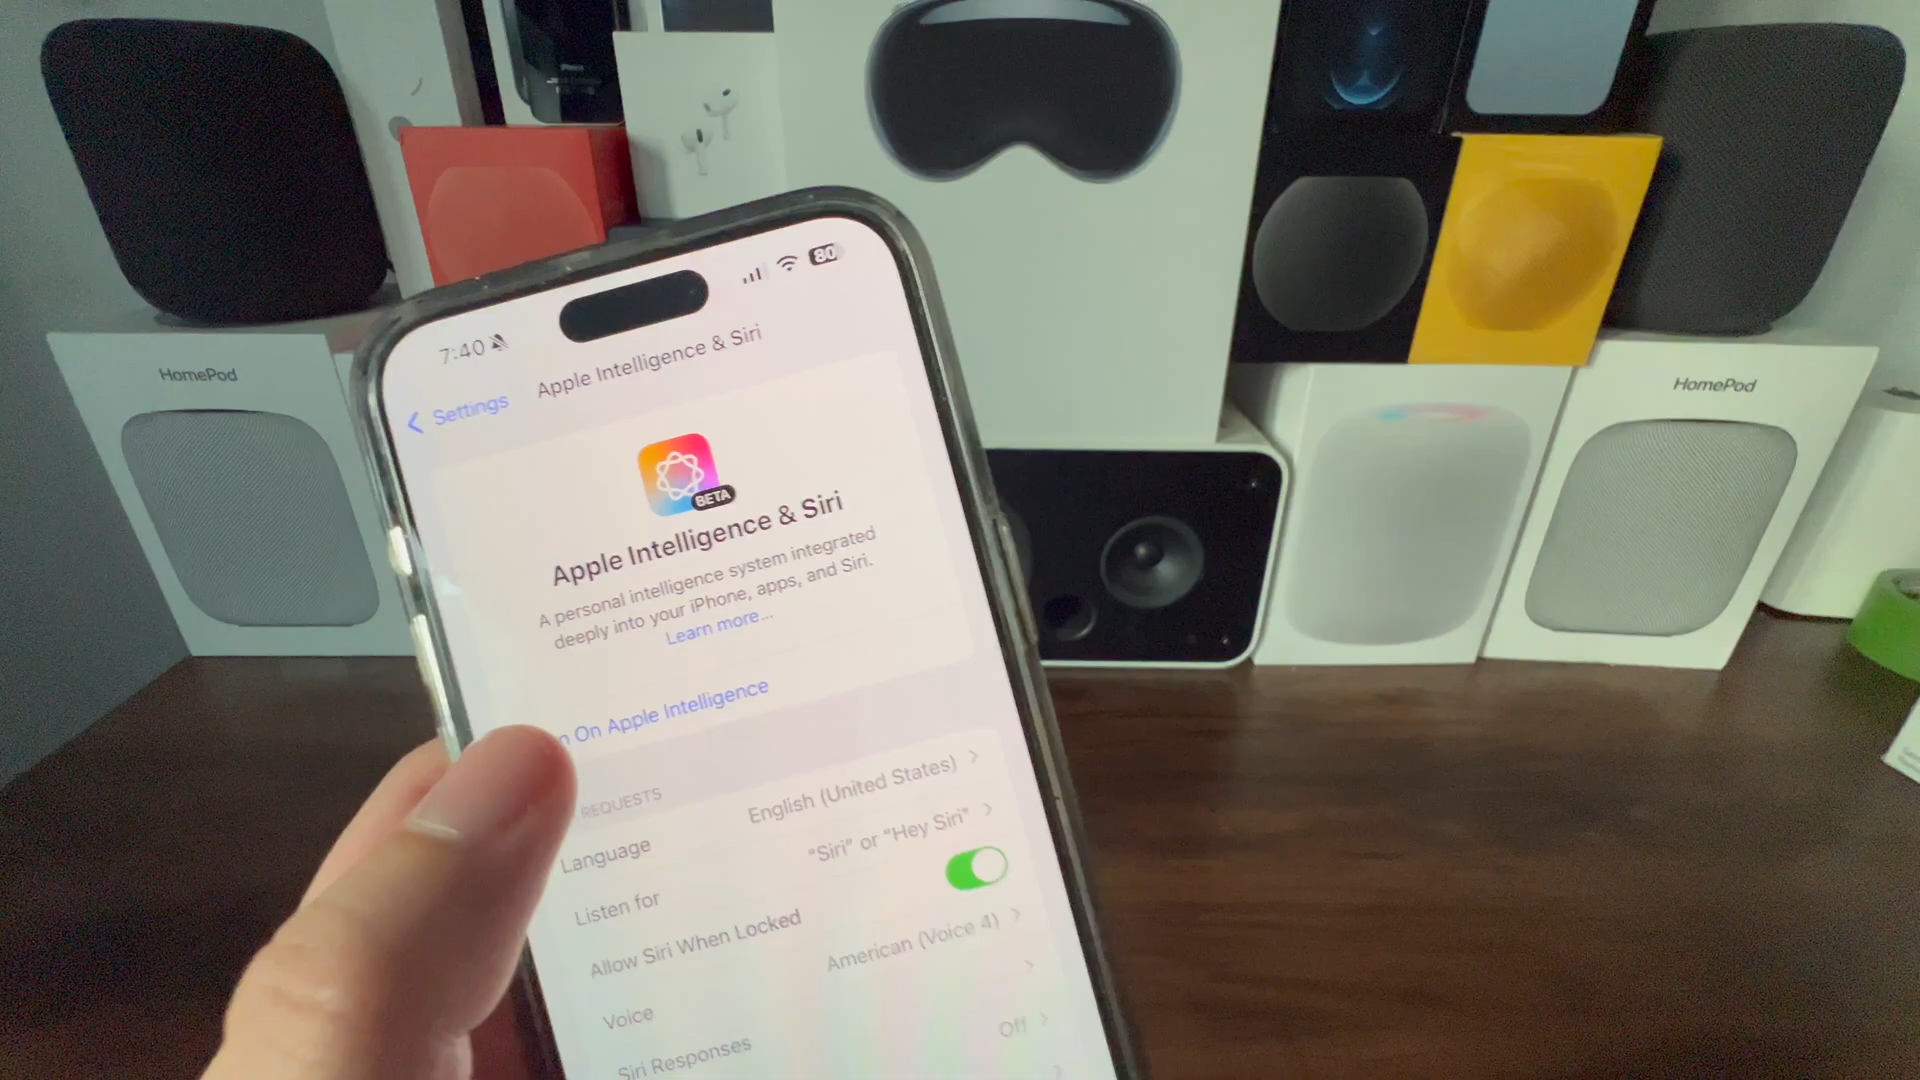 7:40
80
Settings
Apple Intelligence & Siri
BETA
Apple Intelligence & Siri
A personal intelligence system integrated
deeply into your iPhone, apps, and Siri.
Learn more...
On Apple Intelligence
REQUESTS
Language English (United States)
Listen for "Siri" or "Hey Siri"
Allow Siri When Locked
Voice American (Voice 4)
Siri Responses
Off
HomePod
HomePod